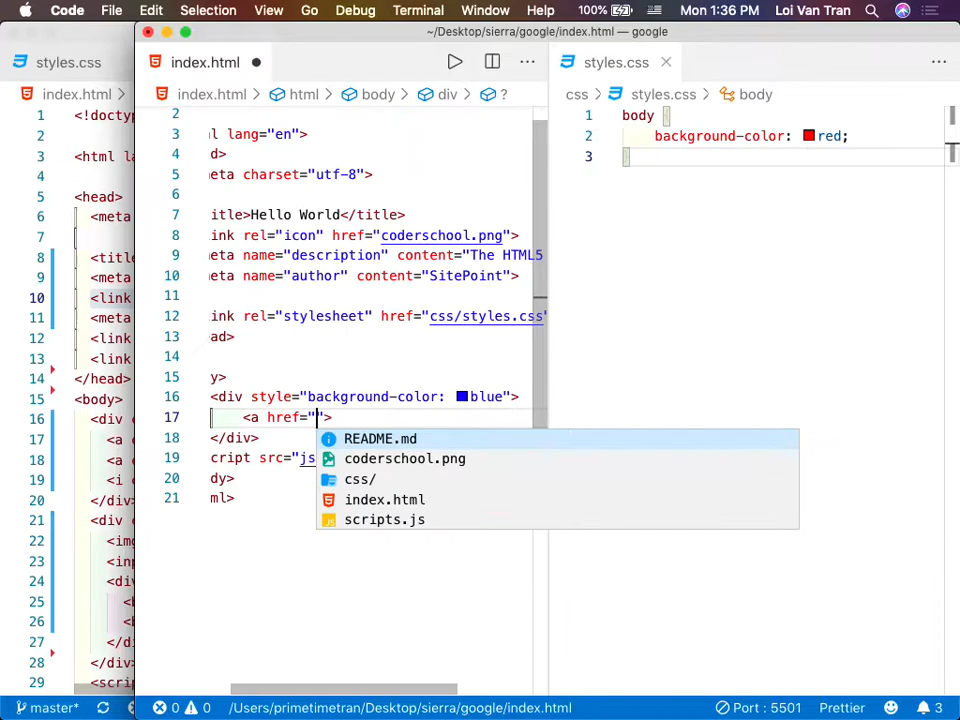 Code File Edit Selection View Go Debug Terminal Window Help 100% Mon 1:36 PM Loi Van Tran
~/Desktop/sierra/google/index.html — google
styles.css
index.html
index.html
html
body
div
?
styles.css
css
styles.css
body
1 <!doctyp
2
3 <html la
4
5 <head>
6 <meta
7
8 <title
9 <meta
10 <link
11 <meta
12 <link
13 <link
14 </head>
15 <body>
16 <div c
17 <a c
18 <a c
19 <i c
20 </div>
21 <div c
22 <img
23 <inp
24 <div
25 <b
26 <b
27 </di
28 </div>
29 <scrip
2
3 ml lang="en">
4 d>
5 meta charset="utf-8">
6
7 itle>Hello World</title>
8 ink rel="icon" href="coderschool.png">
9 meta name="description" content="The HTML5
10 meta name="author" content="SitePoint">
11
12 ink rel="stylesheet" href="css/styles.css"
13 ad>
14
15 y>
16 <div style="background-color: blue">
17 <a href="">
18 </div>
19 cript src="js
20 dy>
21 ml>
README.md
coderschool.png
css/
index.html
scripts.js
1 body {
2 background-color: red;
3 }
master*
0 0
/Users/primetimetran/Desktop/sierra/google/index.html
Port : 5501
Prettier
3